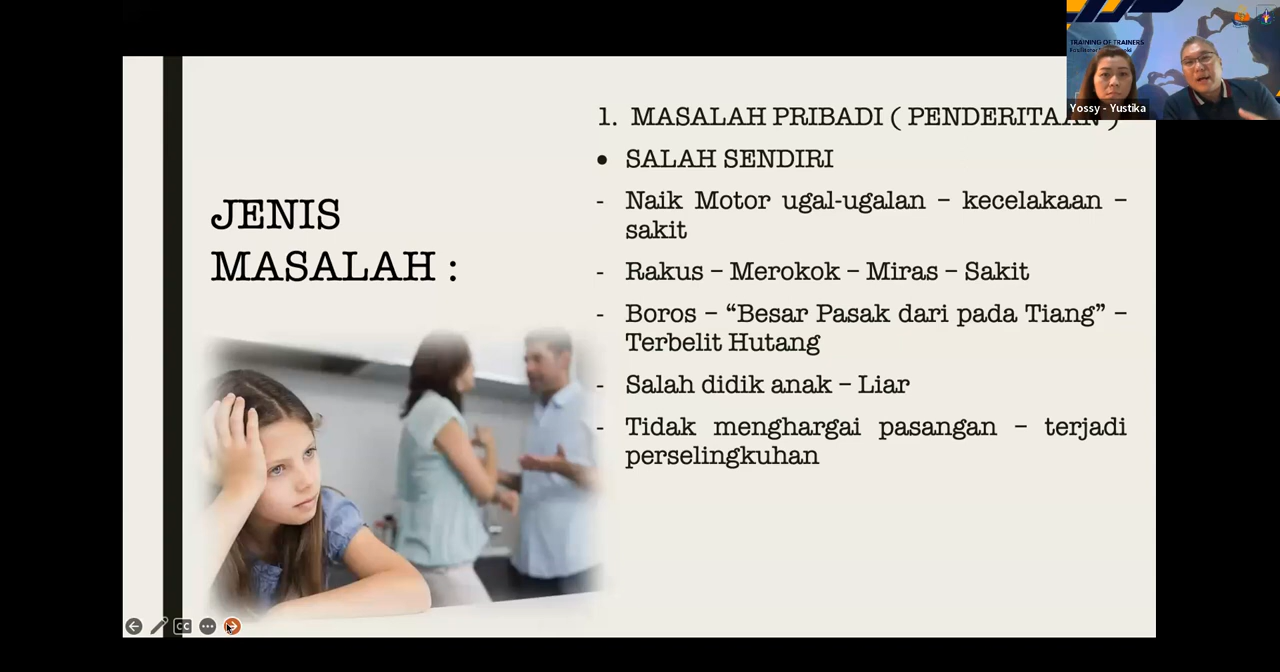 TRAINING OF TRAINERS
Yossy - Yustika
JENIS
MASALAH :
1. MASALAH PRIBADI ( PENDERITAAN )
• SALAH SENDIRI
- Naik Motor ugal-ugalan – kecelakaan –
sakit
- Rakus – Merokok – Miras – Sakit
- Boros – “Besar Pasak dari pada Tiang” –
Terbelit Hutang
- Salah didik anak – Liar
- Tidak menghargai pasangan – terjadi
perselingkuhan
CC